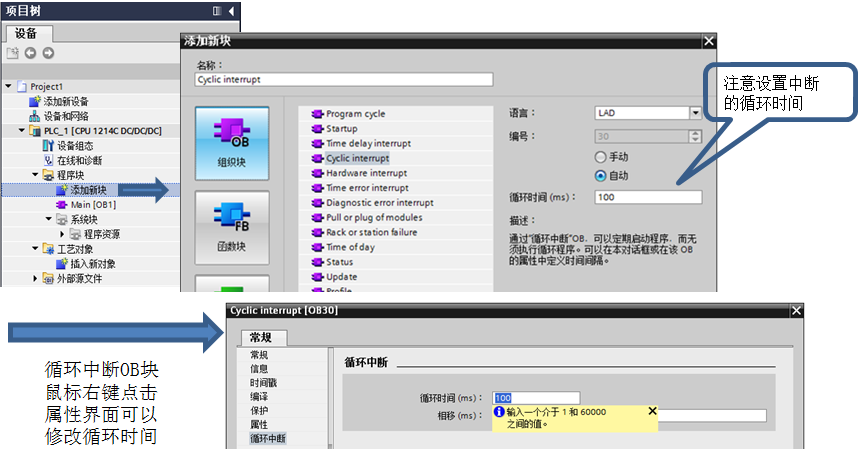 项目树
设备
Project1
添加新设备
设备和网络
PLC_1 [CPU 1214C DC/DC/DC]
设备组态
在线和诊断
程序块
添加新块
Main [OB1]
系统块
程序资源
工艺对象
插入新对象
外部源文件
添加新块
名称：
Cyclic interrupt
OB
组织块
FB
函数块
Program cycle
Startup
Time delay interrupt
Cyclic interrupt
Hardware interrupt
Time error interrupt
Diagnostic error interrupt
Pull or plug of modules
Rack or station failure
Time of day
Status
Update
Profile
语言：
LAD
编号：
30
手动
自动
循环时间 (ms)：
100
描述：
通过“循环中断”OB，可以定期启动程序，而无
须执行循环程序。可以在本对话框或在该 OB
的属性中定义时间间隔。
注意设置中断
的循环时间
循环中断OB块
鼠标右键点击
属性界面可以
修改循环时间
Cyclic interrupt [OB30]
常规
常规
信息
时间戳
编译
保护
属性
循环中断
循环中断
循环时间 (ms)：
100
相移 (ms)：
输入一个介于 1 和 60000
之间的值。